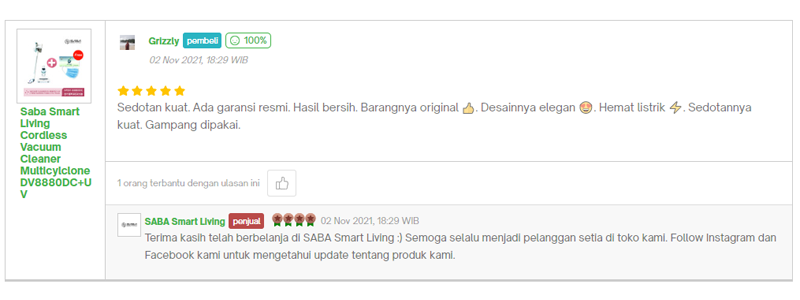 Grizzly pembeli 100%
02 Nov 2021, 18:29 WIB
Saba Smart
Living
Cordless
Vacuum
Cleaner
Multicylclone
DV8880DC+U
V
Sedotan kuat. Ada garansi resmi. Hasil bersih. Barangnya original 👍. Desainnya elegan 🤩. Hemat listrik ⚡. Sedotannya
kuat. Gampang dipakai.
1 orang terbantu dengan ulasan ini
SABA Smart Living penjual 02 Nov 2021, 18:29 WIB
Terima kasih telah berbelanja di SABA Smart Living :) Semoga selalu menjadi pelanggan setia di toko kami. Follow Instagram dan
Facebook kami untuk mengetahui update tentang produk kami.